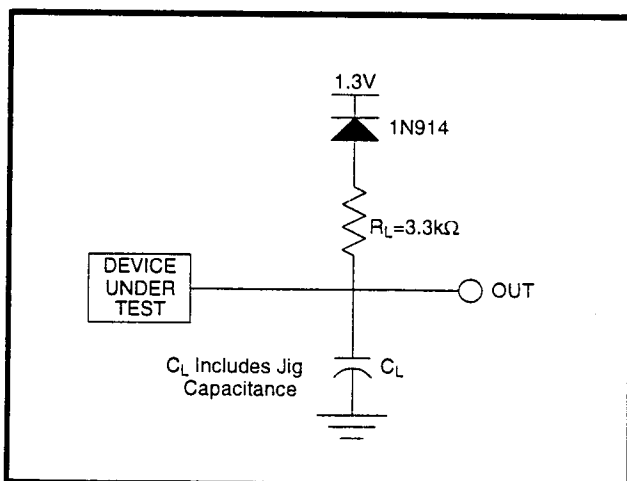 1.3V
1N914
R_L=3.3kΩ
DEVICE
UNDER
TEST
OUT
C_L Includes Jig
Capacitance
C_L